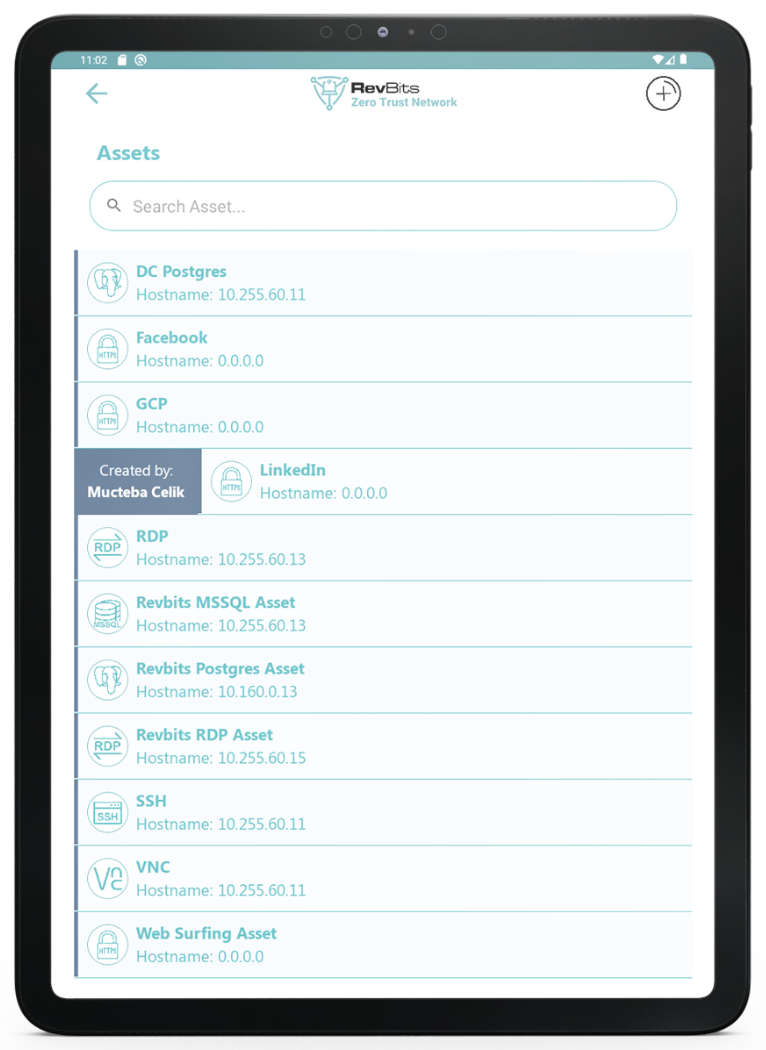 11:02
RevBits
Zero Trust Network
Assets
Search Asset...
DC Postgres
Hostname: 10.255.60.11
HTTPS
Facebook
Hostname: 0.0.0.0
HTTPS
GCP
Hostname: 0.0.0.0
Created by:
Mucteba Celik
HTTPS
LinkedIn
Hostname: 0.0.0.0
RDP
RDP
Hostname: 10.255.60.13
MSSQL
Revbits MSSQL Asset
Hostname: 10.255.60.13
Revbits Postgres Asset
Hostname: 10.160.0.13
RDP
Revbits RDP Asset
Hostname: 10.255.60.15
SSH
SSH
Hostname: 10.255.60.11
Vnc
VNC
Hostname: 10.255.60.11
HTTPS
Web Surfing Asset
Hostname: 0.0.0.0